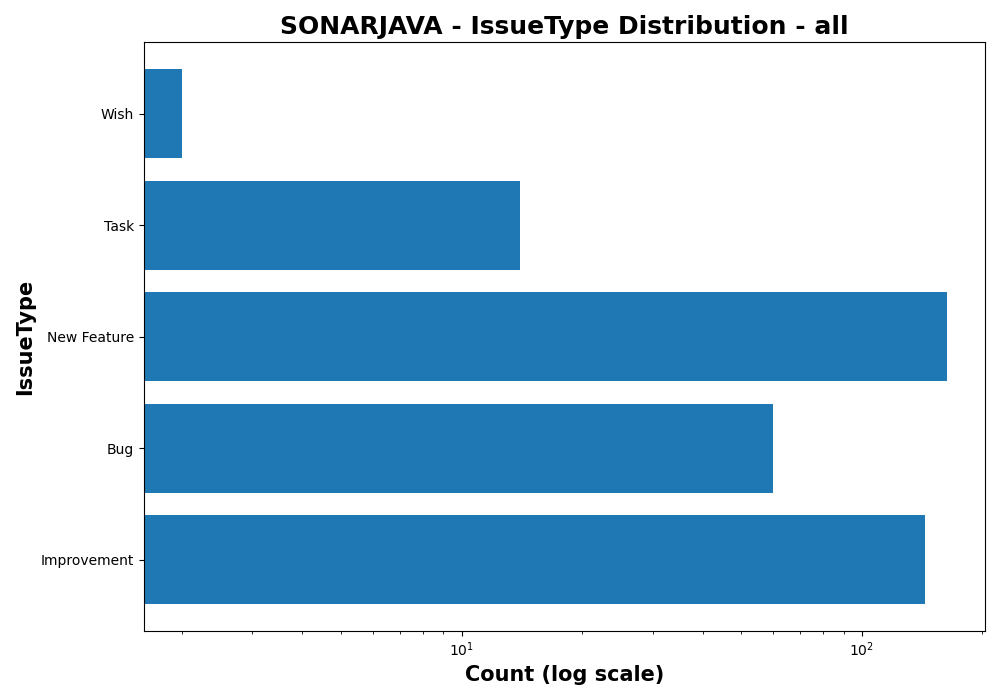 SONARJAVA - IssueType Distribution - all
IssueType
Wish
Task
New Feature
Bug
Improvement
10¹
10²
Count (log scale)